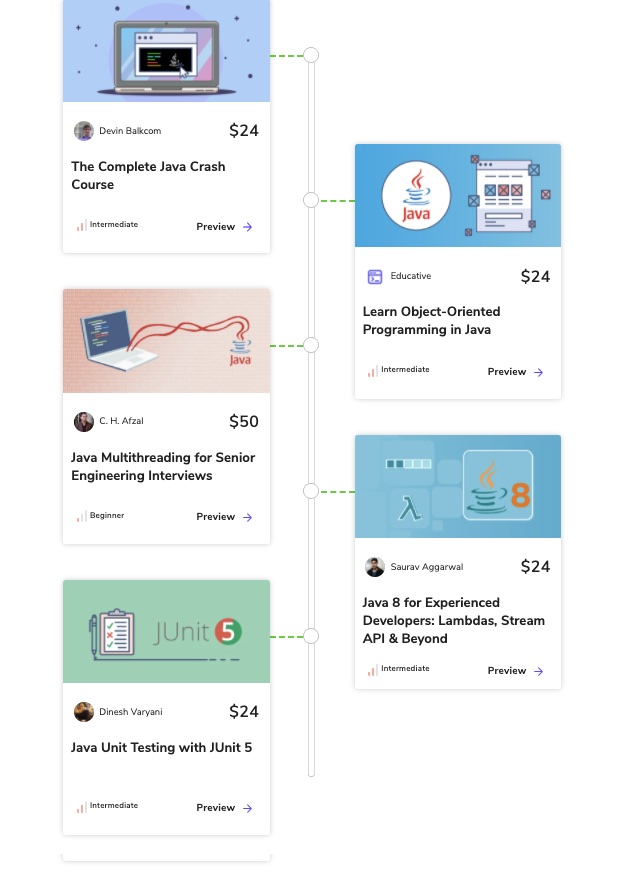 Devin Balkcom
$24
The Complete Java Crash
Course
Intermediate
Preview
Java
Educative
$24
Learn Object-Oriented
Programming in Java
Intermediate
Preview
Java
C. H. Afzal
$50
Java Multithreading for Senior
Engineering Interviews
Beginner
Preview
λ
8
Saurav Aggarwal
$24
Java 8 for Experienced
Developers: Lambdas, Stream
API & Beyond
Intermediate
Preview
JUnit 5
Dinesh Varyani
$24
Java Unit Testing with JUnit 5
Intermediate
Preview